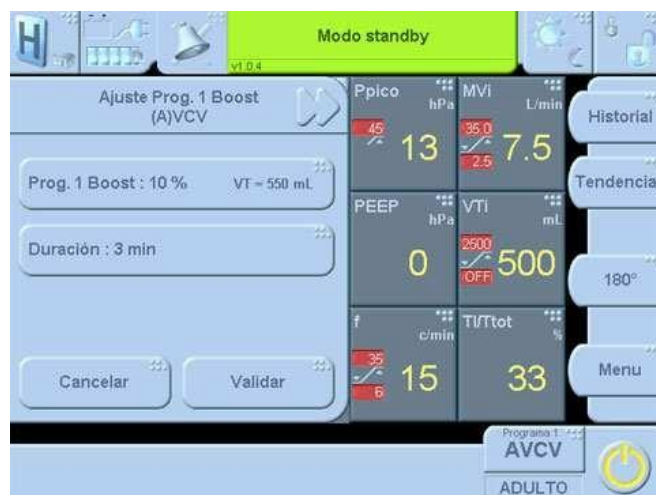 H
Modo standby
v1.0.4
Ajuste Prog. 1 Boost
(A)VCV
Prog. 1 Boost : 10 % VT = 550 mL
Duración : 3 min
Cancelar
Validar
Ppico
hPa
45
13
MVi
L/min
35.0
2.5
7.5
PEEP
hPa
0
VTi
mL
2500
OFF
500
f
c/min
35
6
15
TI/Ttot
%
33
Historial
Tendencia
180°
Menu
Programa 1
AVCV
ADULTO